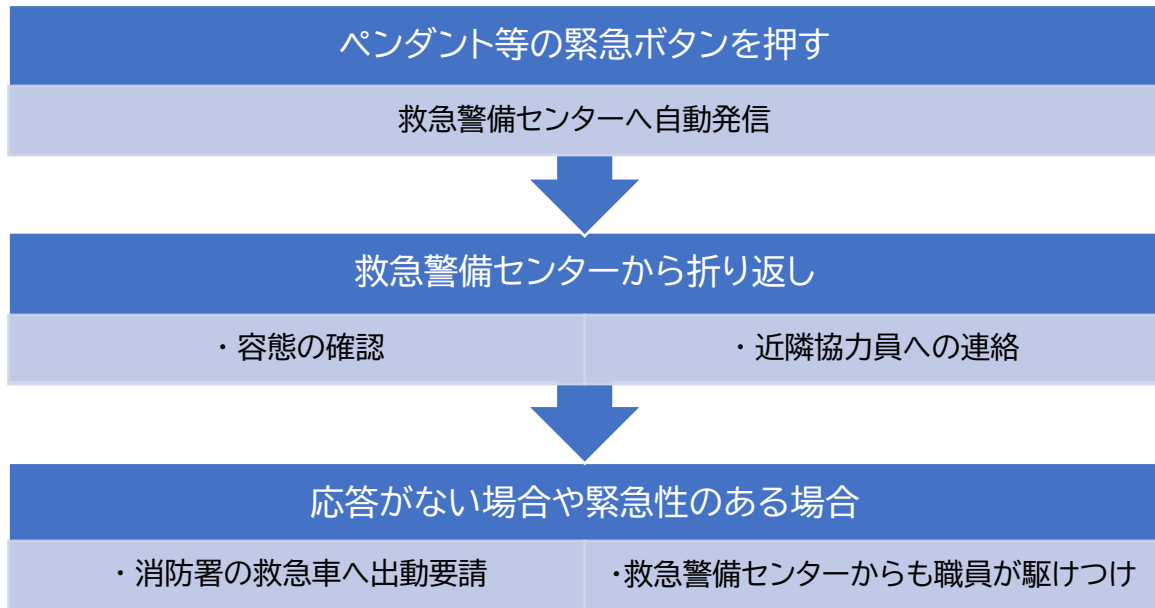 ペンダント等の緊急ボタンを押す
救急警備センターへ自動発信
救急警備センターから折り返し
・容態の確認
・近隣協力員への連絡
応答がない場合や緊急性のある場合
・消防署の救急車へ出動要請
・救急警備センターからも職員が駆けつけ